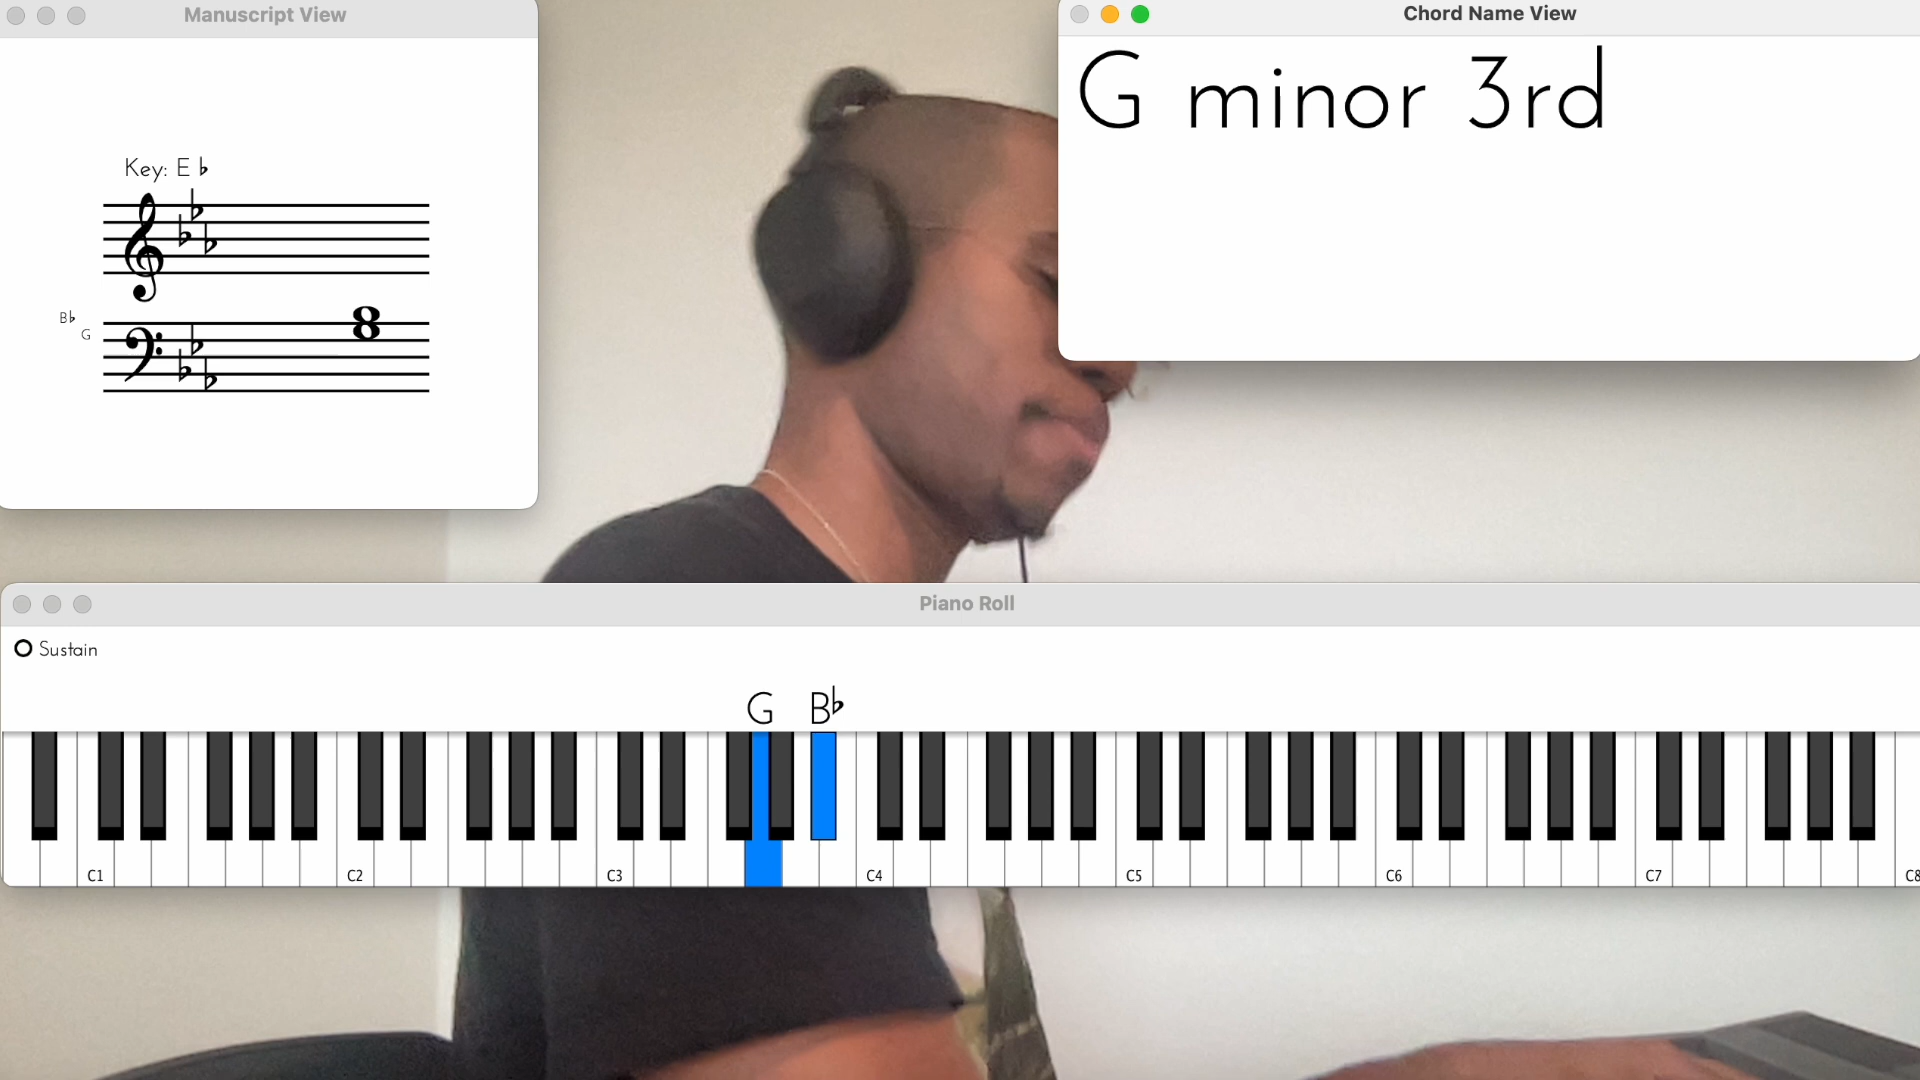 Manuscript View
Key: E ♭
B♭
G
Chord Name View
G minor 3rd
Piano Roll
Sustain
G B♭
C1 C2 C3 C4 C5 C6 C7 C8